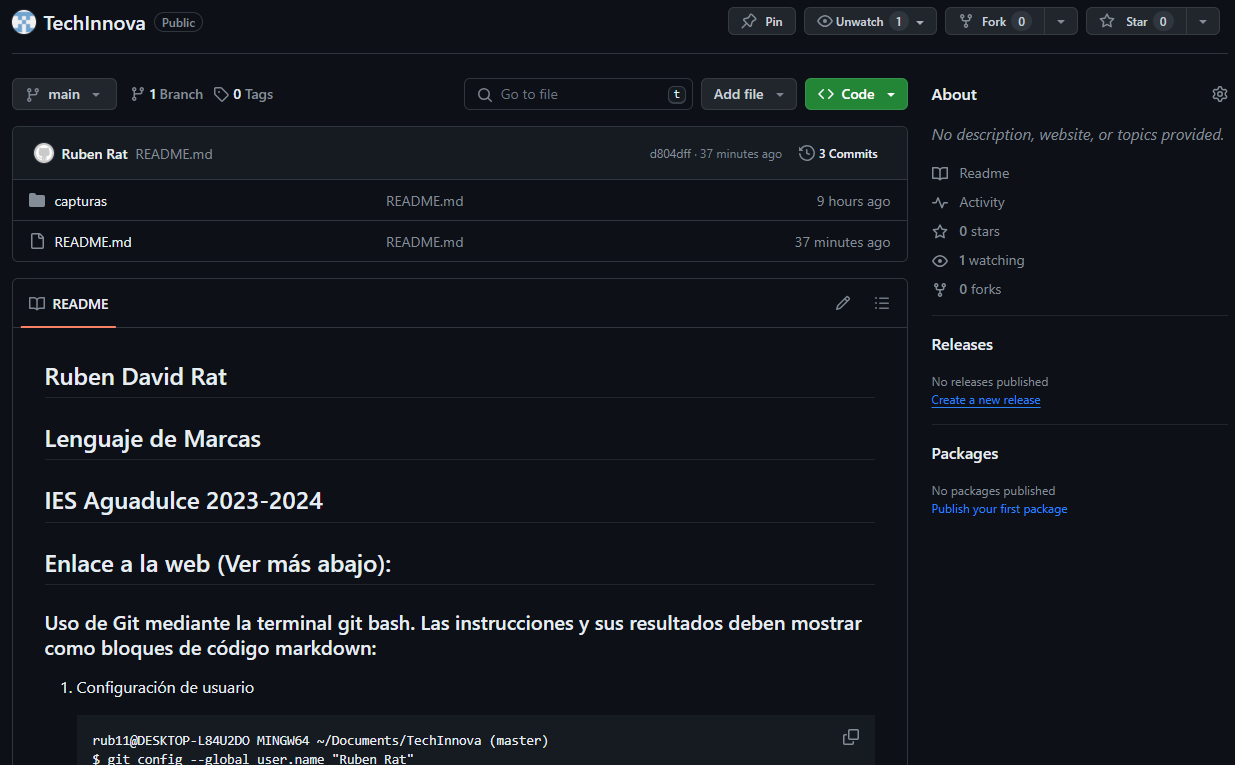 TechInnova Public
Pin
Unwatch 1
Fork 0
Star 0
main
1 Branch
0 Tags
Go to file
t
Add file
Code
Ruben Rat README.md
d804dff · 37 minutes ago
3 Commits
capturas README.md 9 hours ago
README.md README.md 37 minutes ago
README
Ruben David Rat
Lenguaje de Marcas
IES Aguadulce 2023-2024
Enlace a la web (Ver más abajo):
Uso de Git mediante la terminal git bash. Las instrucciones y sus resultados deben mostrar
como bloques de código markdown:
1. Configuración de usuario
rub11@DESKTOP-L84U2DO MINGW64 ~/Documents/TechInnova (master)
$ git config --global user.name "Ruben Rat"
About
No description, website, or topics provided.
Readme
Activity
0 stars
1 watching
0 forks
Releases
No releases published
Create a new release
Packages
No packages published
Publish your first package